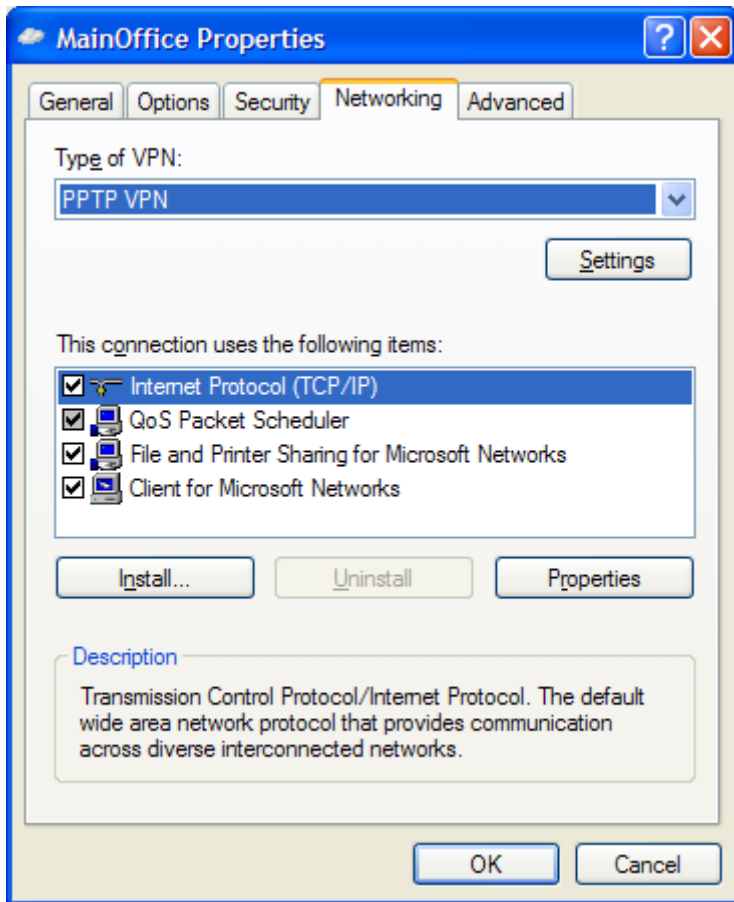 MainOffice Properties
General Options Security Networking Advanced
Type of VPN:
PPTP VPN
Settings
This connection uses the following items:
Internet Protocol (TCP/IP)
QoS Packet Scheduler
File and Printer Sharing for Microsoft Networks
Client for Microsoft Networks
Install... Uninstall Properties
Description
Transmission Control Protocol/Internet Protocol. The default
wide area network protocol that provides communication
across diverse interconnected networks.
OK Cancel